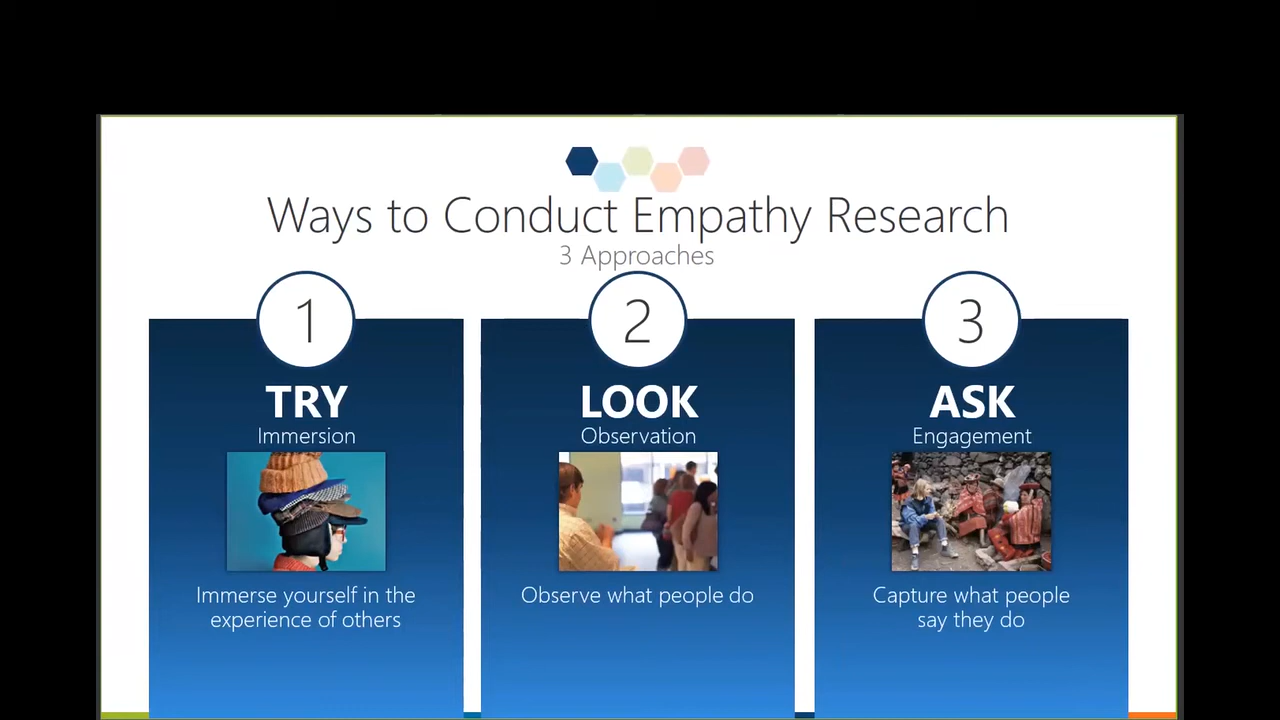 Ways to Conduct Empathy Research
3 Approaches
1
TRY
Immersion
Immerse yourself in the
experience of others
2
LOOK
Observation
Observe what people do
3
ASK
Engagement
Capture what people
say they do